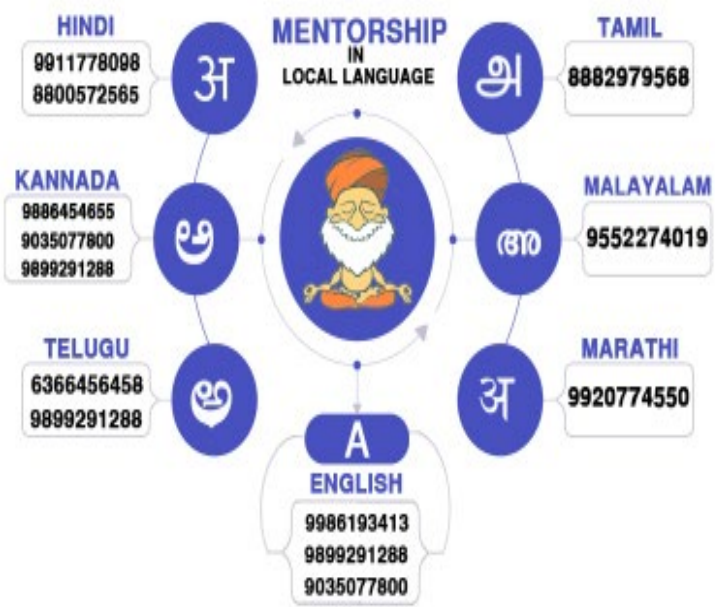 MENTORSHIP
IN
LOCAL LANGUAGE
HINDI
9911778098
8800572565
अ
KANNADA
9886454655
9035077800
9899291288
ಅ
TELUGU
6366456458
9899291288
అ
TAMIL
8882979568
அ
MALAYALAM
9552274019
അ
MARATHI
9920774550
अ
A
ENGLISH
9986193413
9899291288
9035077800